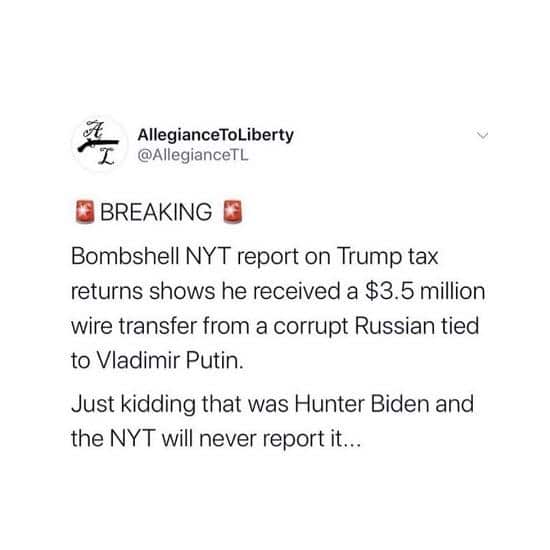 A
L
AllegianceToLiberty
@AllegianceTL
🚨 BREAKING 🚨
Bombshell NYT report on Trump tax
returns shows he received a $3.5 million
wire transfer from a corrupt Russian tied
to Vladimir Putin.
Just kidding that was Hunter Biden and
the NYT will never report it...